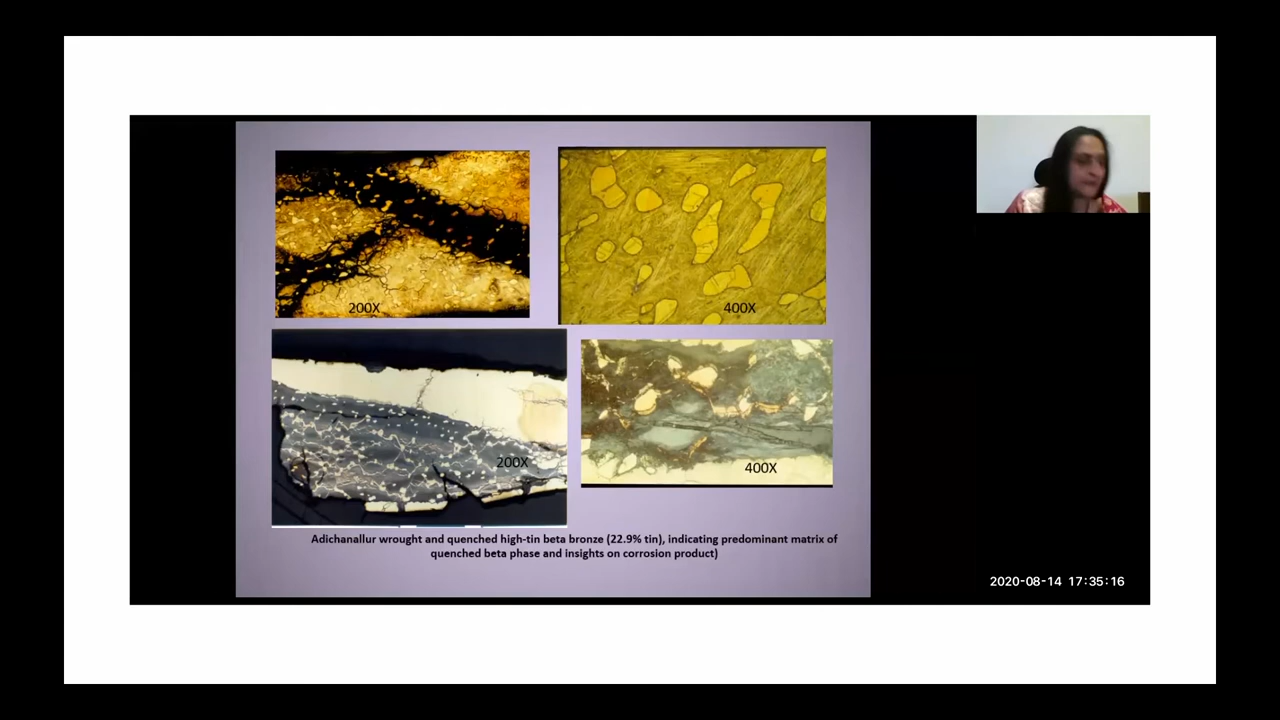 200X
400X
200X
400X
Adichanallur wrought and quenched high-tin beta bronze (22.9% tin), indicating predominant matrix of
quenched beta phase and insights on corrosion product)
2020-08-14 17:35:16